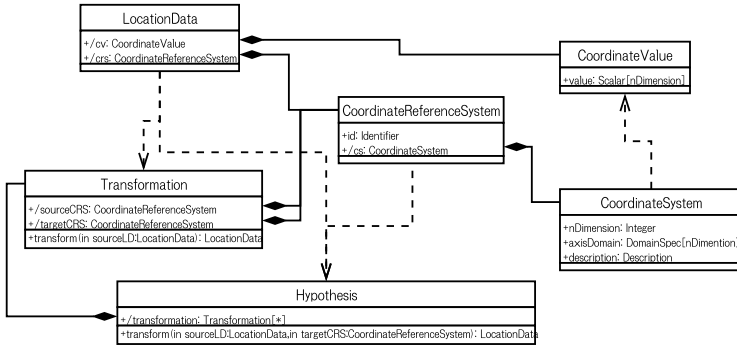 LocationData
+/cv: CoordinateValue
+/crs: CoordinateReferenceSystem
CoordinateValue
+value: Scalar[nDimension]
CoordinateReferenceSystem
+id: Identifier
+/cs: CoordinateSystem
Transformation
+/sourceCRS: CoordinateReferenceSystem
+/targetCRS: CoordinateReferenceSystem
+transform(in sourceLD:LocationData): LocationData
CoordinateSystem
+nDimension: Integer
+axisDomain: DomainSpec[nDimention]
+description: Description
Hypothesis
+/transformation: Transformation[*]
+transform(in sourceLD:LocationData,in targetCRS:CoordinateReferenceSystem): LocationData